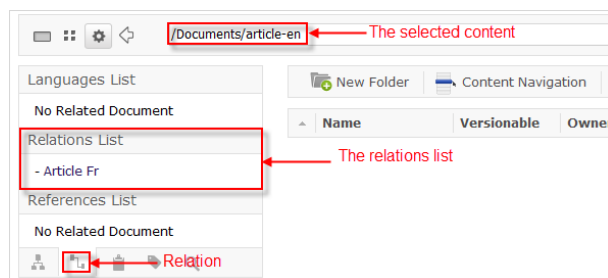 /Documents/article-en
The selected content
Languages List
New Folder
Content Navigation
No Related Document
Name
Versionable
Owne
Relations List
The relations list
- Article Fr
References List
No Related Document
Relation